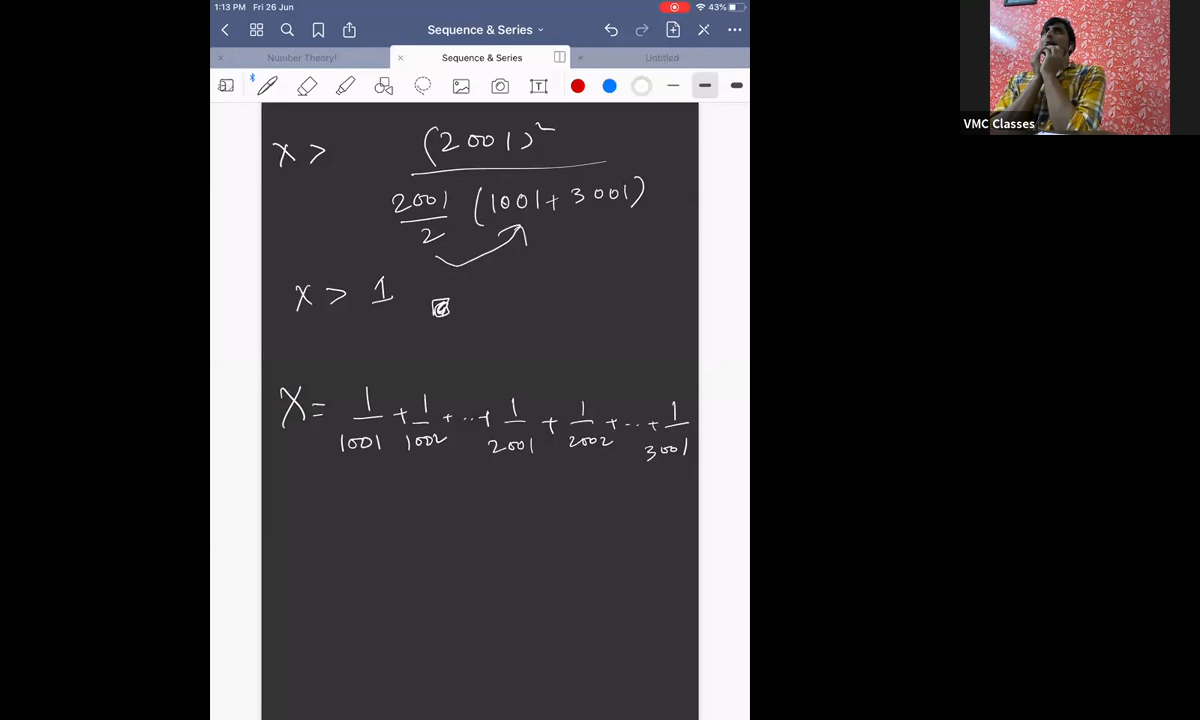 1:13 PM Fri 26 Jun 43%
Sequence & Series
Number Theory! Sequence & Series Untitled
T
VMC Classes
x > (2001)²
2001/2 (1001 + 3001)
x > 1
X = 1/1001 + 1/1002 + ... + 1/2001 + 1/2002 + ... + 1/3001